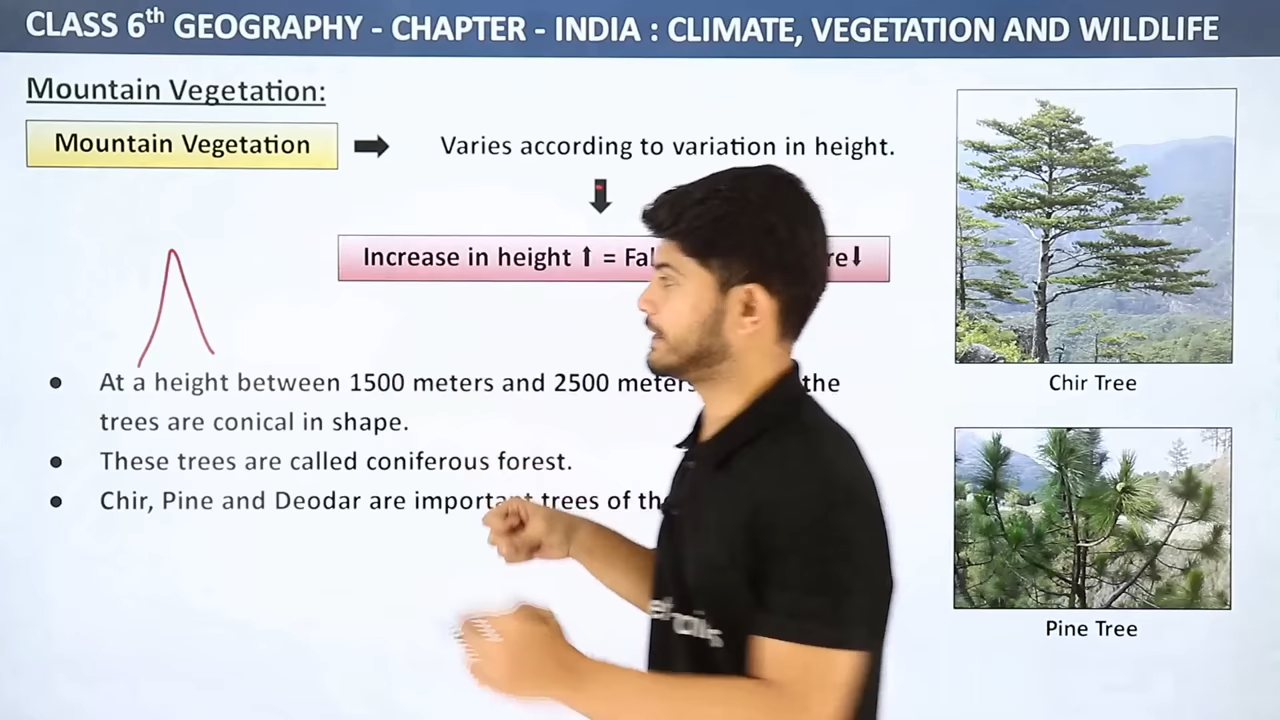 CLASS 6th GEOGRAPHY - CHAPTER - INDIA : CLIMATE, VEGETATION AND WILDLIFE
Mountain Vegetation:
Mountain Vegetation
Varies according to variation in height.
Increase in height ↑ = Fal re↓
● At a height between 1500 meters and 2500 meters the
trees are conical in shape.
● These trees are called coniferous forest.
● Chir, Pine and Deodar are important trees of th
Chir Tree
Pine Tree